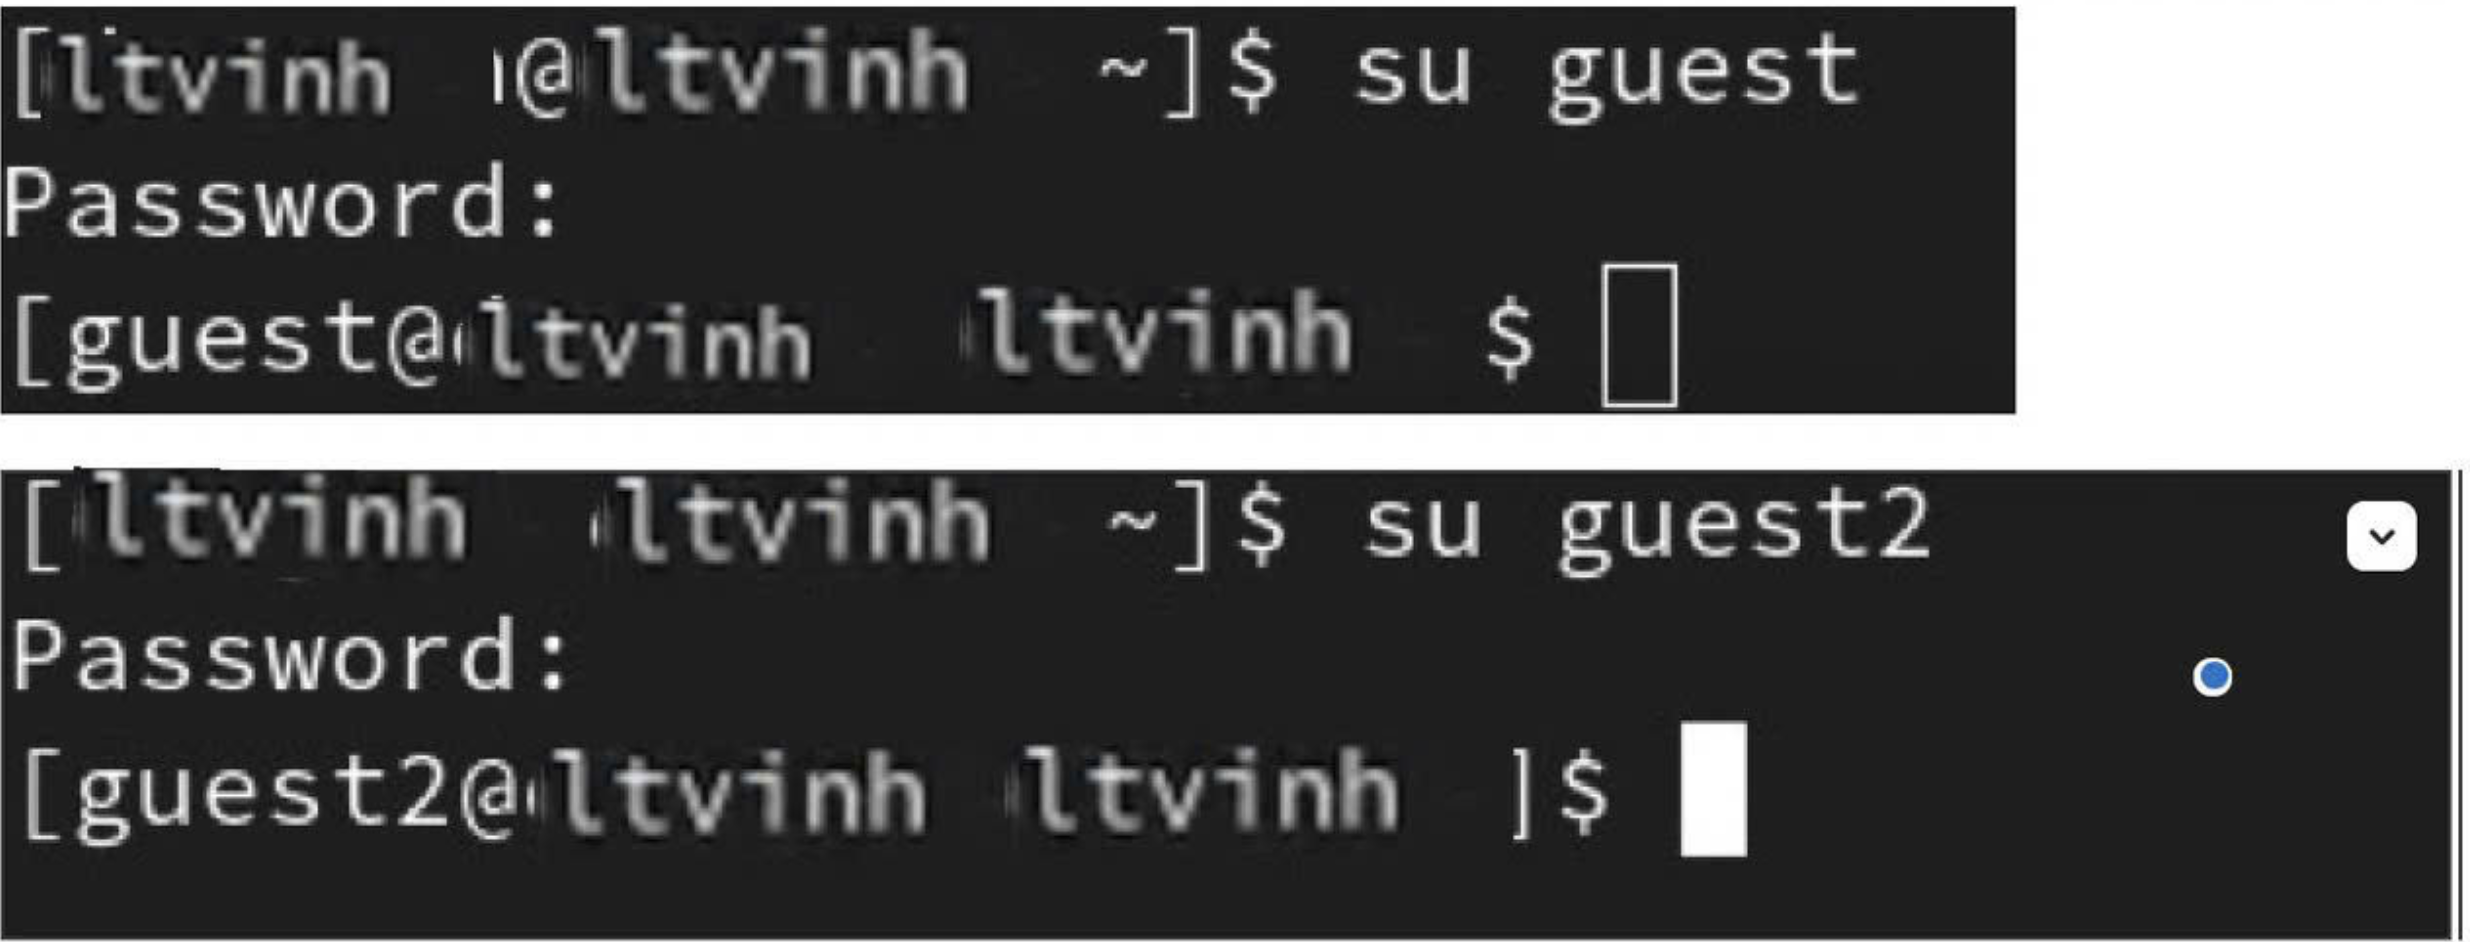 [ltvinh @ltvinh ~]$ su guest
Password:
[guest@ltvinh ltvinh $
[ltvinh ltvinh ~]$ su guest2
Password:
[guest2@ltvinh ltvinh ]$